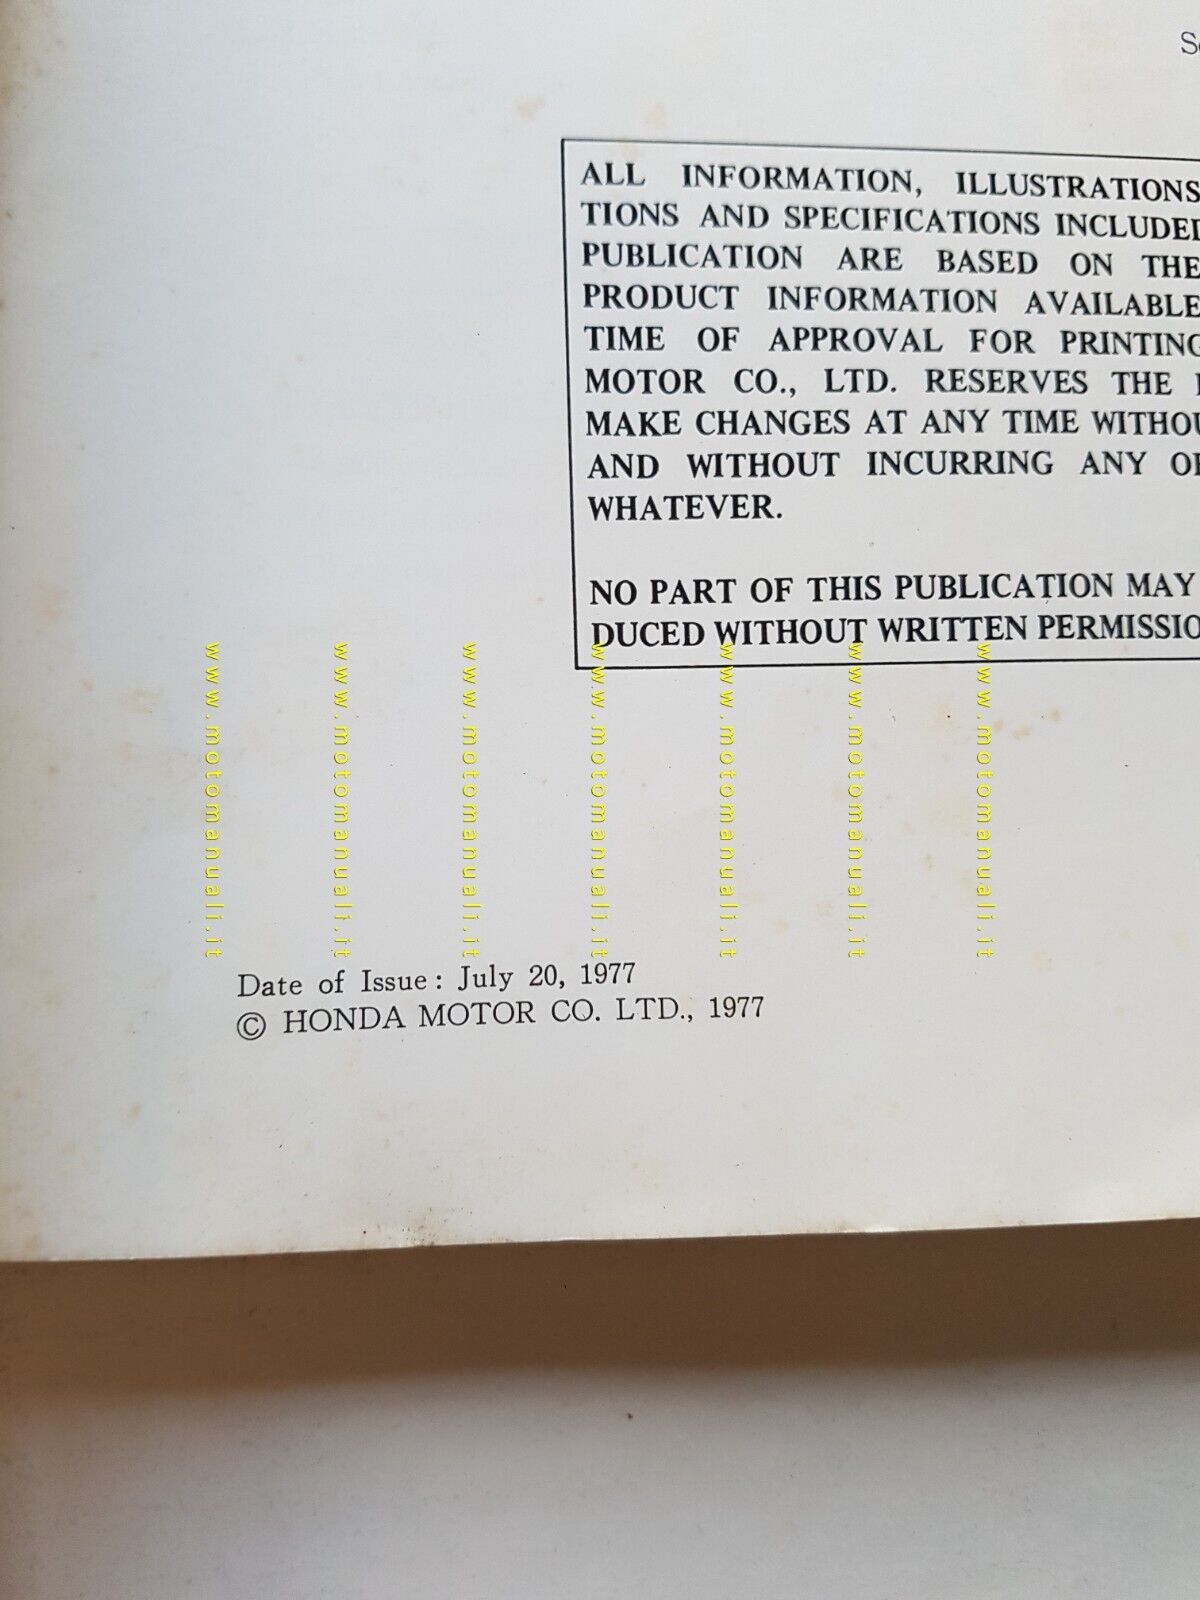 ALL INFORMATION, ILLUSTRATIONS
TIONS AND SPECIFICATIONS INCLUDED
PUBLICATION ARE BASED ON THE
PRODUCT INFORMATION AVAILABLE
TIME OF APPROVAL FOR PRINTING
MOTOR CO., LTD. RESERVES THE
MAKE CHANGES AT ANY TIME WITHOU
AND WITHOUT INCURRING ANY OB
WHATEVER.
NO PART OF THIS PUBLICATION MAY
DUCED WITHOUT WRITTEN PERMISSIO
www.motomanuali.it
www.motomanuali.it
www.motomanuali.it
www.motomanuali.it
www.motomanuali.it
www.motomanuali.it
www.motomanuali.it
Date of Issue: July 20, 1977
© HONDA MOTOR CO. LTD., 1977